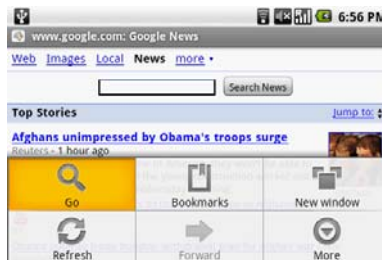 6:56 PM
www.google.com: Google News
Web Images Local News more
Search News
Top Stories Jump to:
Afghans unimpressed by Obama's troops surge
Reuters - 1 hour ago
Go Bookmarks New window
Refresh Forward More